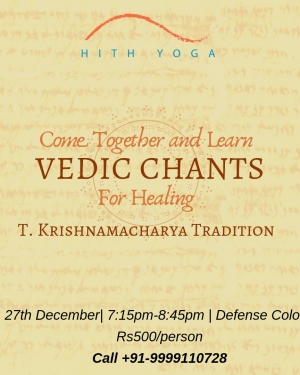 HITH YOGA
Come Together and Learn
VEDIC CHANTS
For Healing
T. KRISHNAMACHARYA TRADITION
27th December| 7:15pm-8:45pm | Defense Colo
Rs500/person
Call +91-9999110728